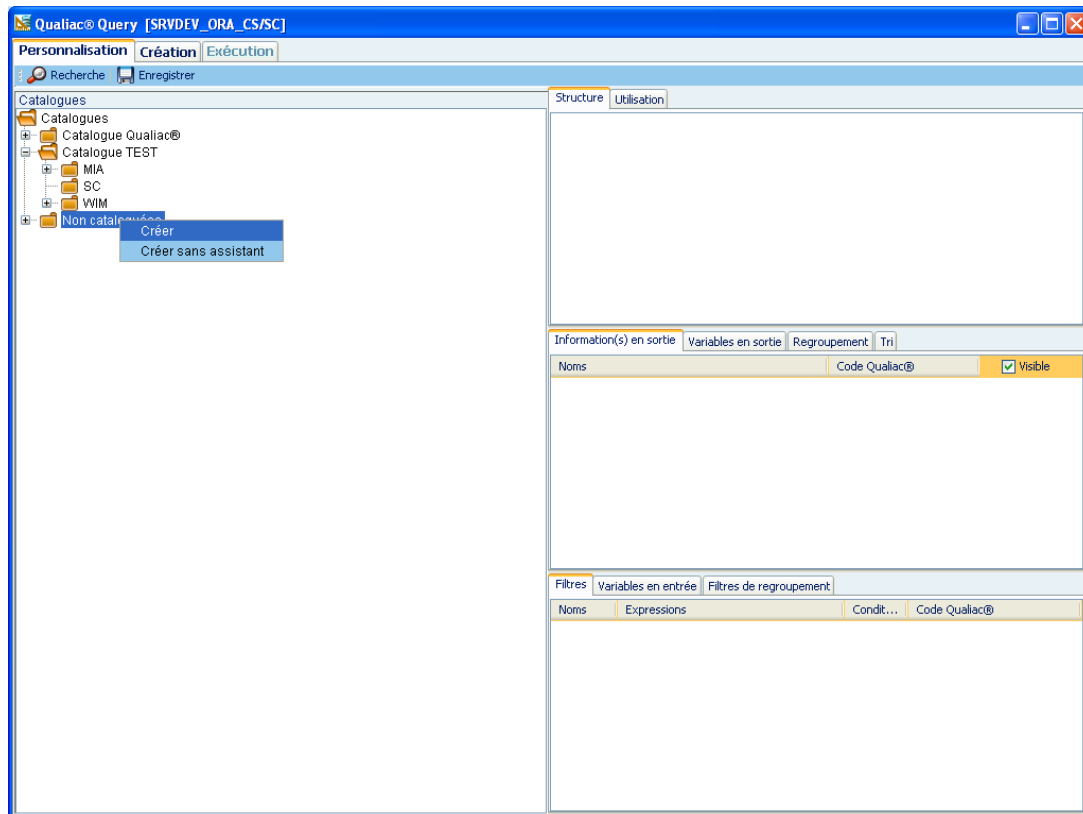 Qualiac® Query [SRVDEV_ORA_CS/SC]
Personnalisation Création Exécution
Recherche Enregistrer
Catalogues
Catalogues
Catalogue Qualiac®
Catalogue TEST
MIA
SC
WIM
Non cataloguées
Créer
Créer sans assistant
Structure Utilisation
Information(s) en sortie Variables en sortie Regroupement Tri
Noms Code Qualiac® Visible
Filtres Variables en entrée Filtres de regroupement
Noms Expressions Condit... Code Qualiac®